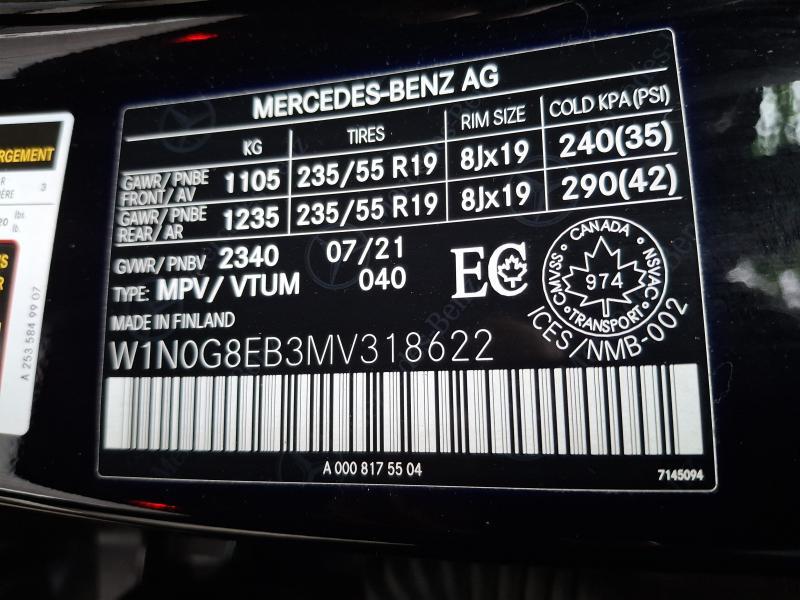 MERCEDES-BENZ AG
KG TIRES RIM SIZE COLD KPA(PSI)
GAWR/PNBE FRONT/AV 1105 235/55 R19 8Jx19 240(35)
GAWR/PNBE REAR/AR 1235 235/55 R19 8Jx19 290(42)
GVWR/PNBV 2340 07/21
TYPE: MPV/VTUM 040
EC
CANADA
974
TRANSPORT
NSVAC
CMVSS
ICES/NMB-002
MADE IN FINLAND
W1N0G8EB3MV318622
A 000 817 55 04
7145094
RGEMENT
3
lbs.
lb.
A 253 584 99 07